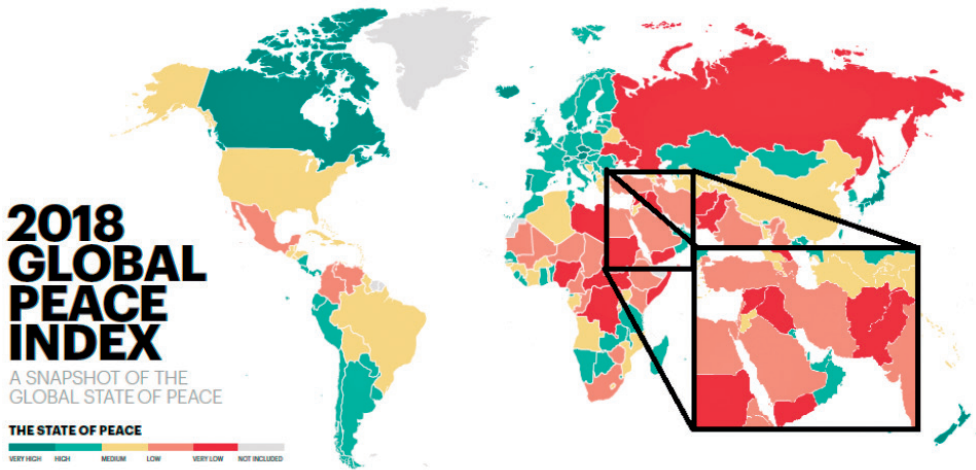 2018
GLOBAL
PEACE
INDEX
A SNAPSHOT OF THE
GLOBAL STATE OF PEACE
THE STATE OF PEACE
VERY HIGH HIGH MEDIUM LOW VERY LOW NOT INCLUDED